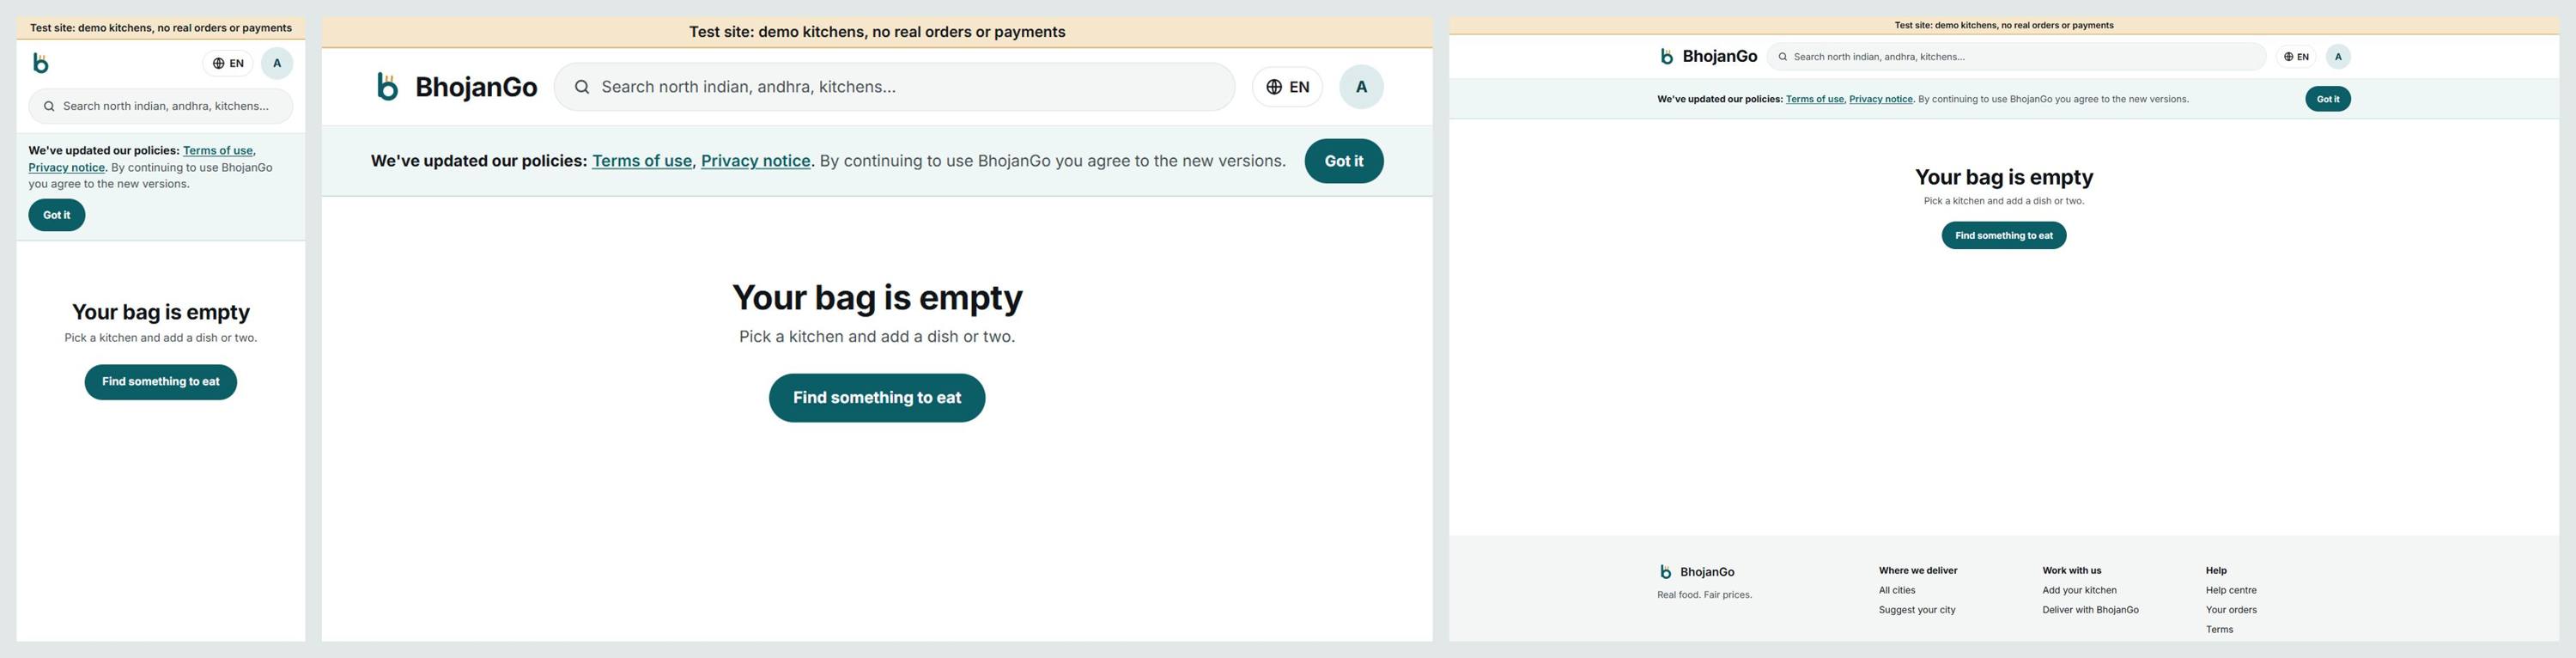 Test site: demo kitchens, no real orders or payments
EN
A
Search north indian, andhra, kitchens...
We've updated our policies: Terms of use,
Privacy notice. By continuing to use BhojanGo
you agree to the new versions.
Got it
Your bag is empty
Pick a kitchen and add a dish or two.
Find something to eat
Test site: demo kitchens, no real orders or payments
BhojanGo
Search north indian, andhra, kitchens...
EN
A
We've updated our policies: Terms of use, Privacy notice. By continuing to use BhojanGo you agree to the new versions.
Got it
Your bag is empty
Pick a kitchen and add a dish or two.
Find something to eat
Test site: demo kitchens, no real orders or payments
BhojanGo
Search north indian, andhra, kitchens...
EN
A
We've updated our policies: Terms of use, Privacy notice. By continuing to use BhojanGo you agree to the new versions.
Got it
Your bag is empty
Pick a kitchen and add a dish or two.
Find something to eat
BhojanGo
Real food. Fair prices.
Where we deliver
All cities
Suggest your city
Work with us
Add your kitchen
Deliver with BhojanGo
Help
Help centre
Your orders
Terms